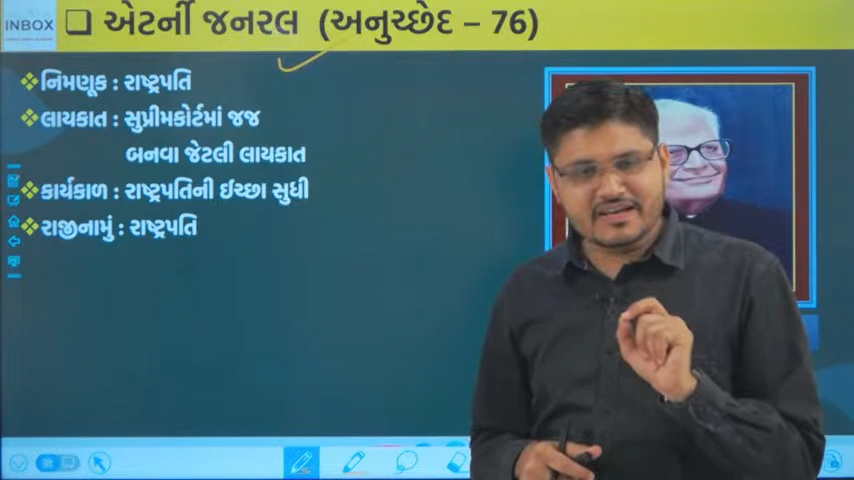 INBOX
❑ એટર્ની જનરલ (અનુચ્છેદ – 76)
❖નિમણૂક : રાષ્ટ્રપતિ
❖લાયકાત : સુપ્રીમકોર્ટમાં જજ
બનવા જેટલી લાયકાત
❖કાર્યકાળ : રાષ્ટ્રપતિની ઈચ્છા સુધી
❖રાજીનામું : રાષ્ટ્રપતિ